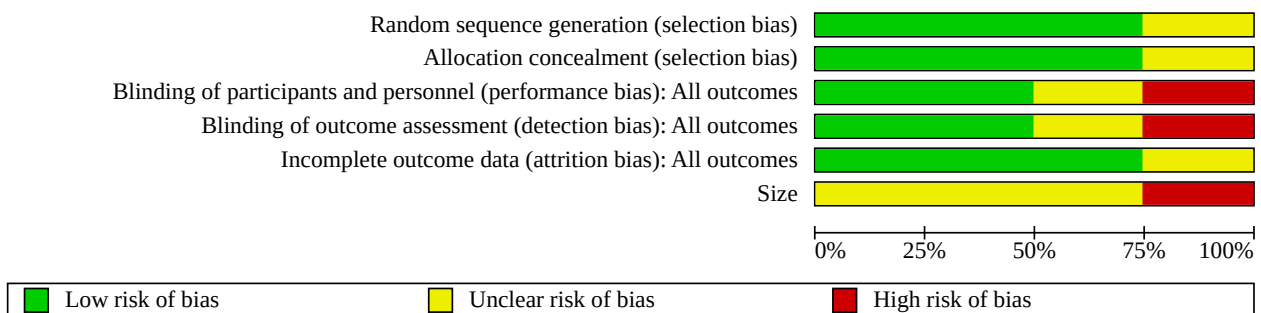 Random sequence generation (selection bias)
Allocation concealment (selection bias)
Blinding of participants and personnel (performance bias): All outcomes
Blinding of outcome assessment (detection bias): All outcomes
Incomplete outcome data (attrition bias): All outcomes
Size
0% 25% 50% 75% 100%
Low risk of bias Unclear risk of bias High risk of bias